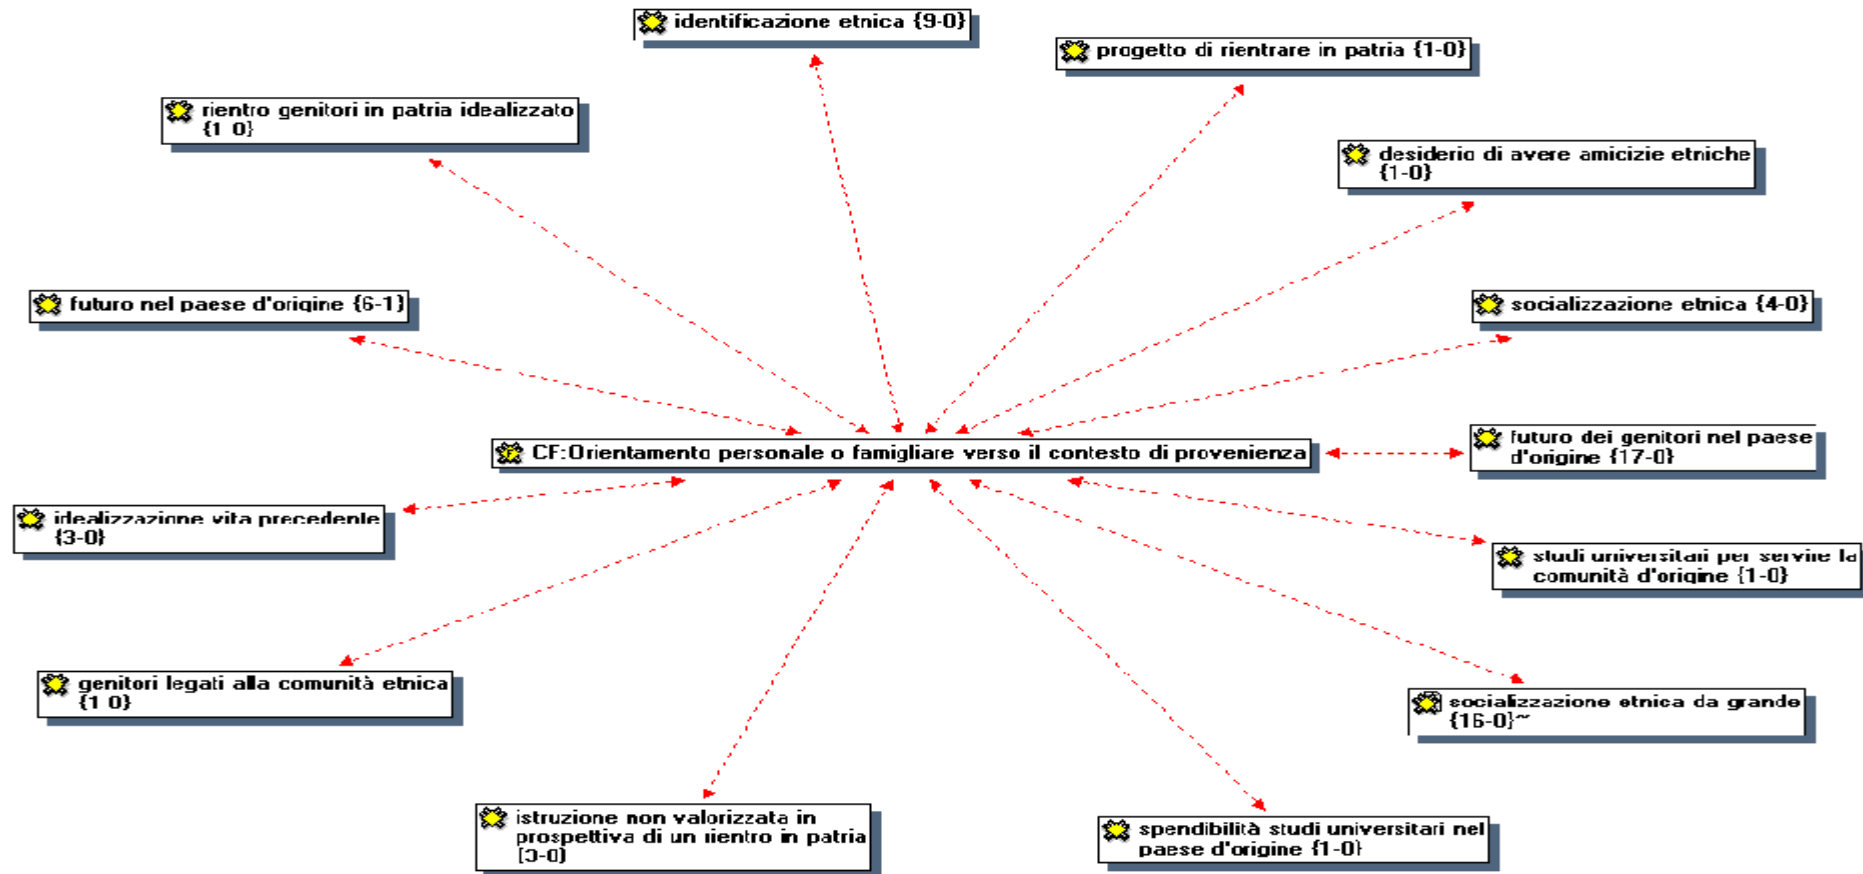 identificazione etnica {9-0}
progetto di rientrare in patria {1-0}
rientro genitori in patria idealizzato
{1-0}
desiderio di avere amicizie etniche
{1-0}
futuro nel paese d'origine {6-1}
socializzazione etnica {4-0}
CF:Orientamento personale o famigliare verso il contesto di provenienza
futuro dei genitori nel paese
d'origine {17-0}
idealizzazione vita precedente
{3-0}
studi universitari per servire la
comunità d'origine {1-0}
genitori legati alla comunità etnica
{1-0}
socializzazione etnica da grande
{16-0}~
istruzione non valorizzata in
prospettiva di un rientro in patria
spendibilità studi universitari nel
paese d'origine {1-0}